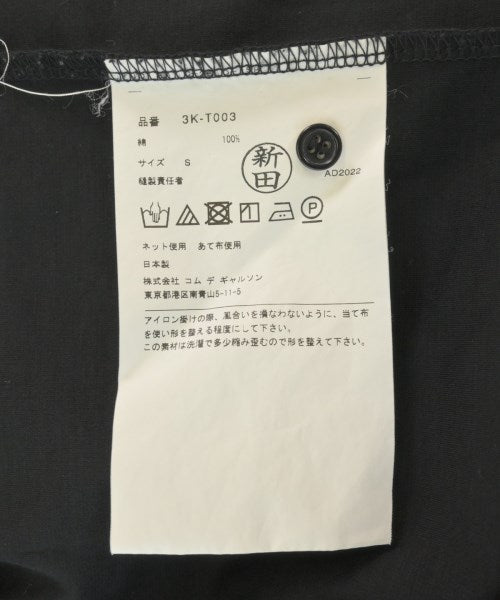 品番 3K-T003
綿 100%
サイズ S
縫製責任者 新田
AD2022
P
ネット使用 あて布使用
日本製
株式会社 コム デ ギャルソン
東京都港区南青山5-11-5
アイロン掛けの際、風合いを損なわないように、当て布
を使い形を整える程度にして下さい。
この素材は洗濯で多少縮み歪むので形を整えて下さい。